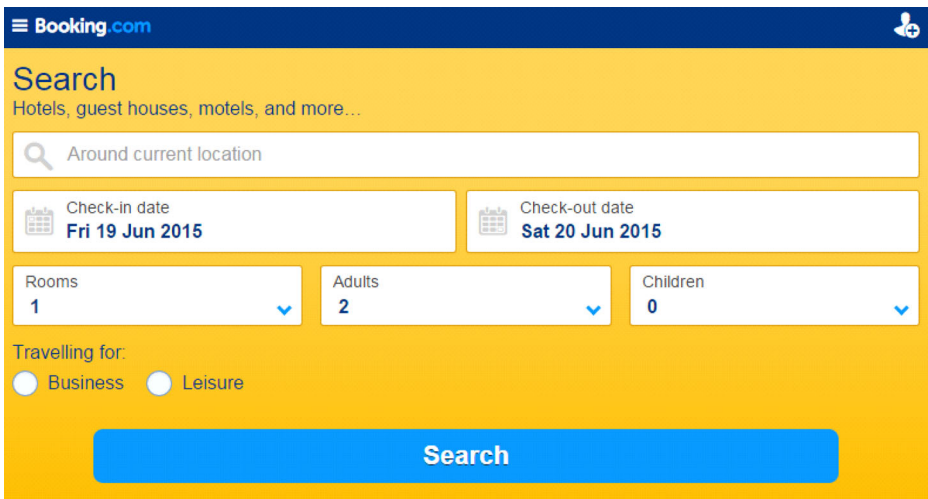 Booking.com
Search
Hotels, guest houses, motels, and more...
Around current location
Check-in date
Fri 19 Jun 2015
Check-out date
Sat 20 Jun 2015
Rooms
1
Adults
2
Children
0
Travelling for:
Business
Leisure
Search